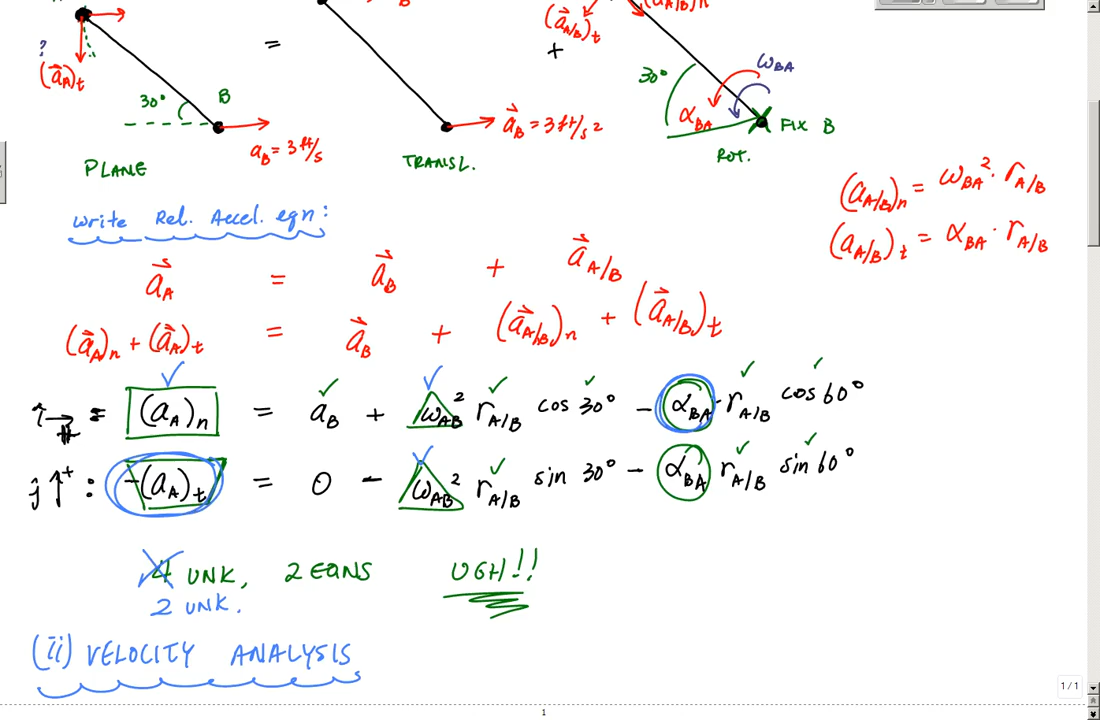 B
(a⃗A/B)t
(aA/B)n
=
+
?
(a⃗A)t
30°
B
aB = 3 ft/s
a⃗B = 3 ft/s2
30°
ωBA
αBA
FIX B
PLANE
TRANSL.
ROT.
(aA/B)n = ωBA² · rA/B
(aA/B)t = αBA · rA/B
Write Rel. Accel. eqn:
a⃗A = a⃗B + a⃗A/B
(a⃗A)n + (a⃗A)t = a⃗B + (a⃗A/B)n + (a⃗A/B)t
(aA)n = aB + ωAB² rA/B cos 30° − αBA · rA/B cos 60°
j ↑+ : −(aA)t = 0 − ωAB² rA/B sin 30° − αBA rA/B sin 60°
4 UNK, 2 EQNS UGH!!
2 UNK.
(ii) VELOCITY ANALYSIS
1 / 1
1